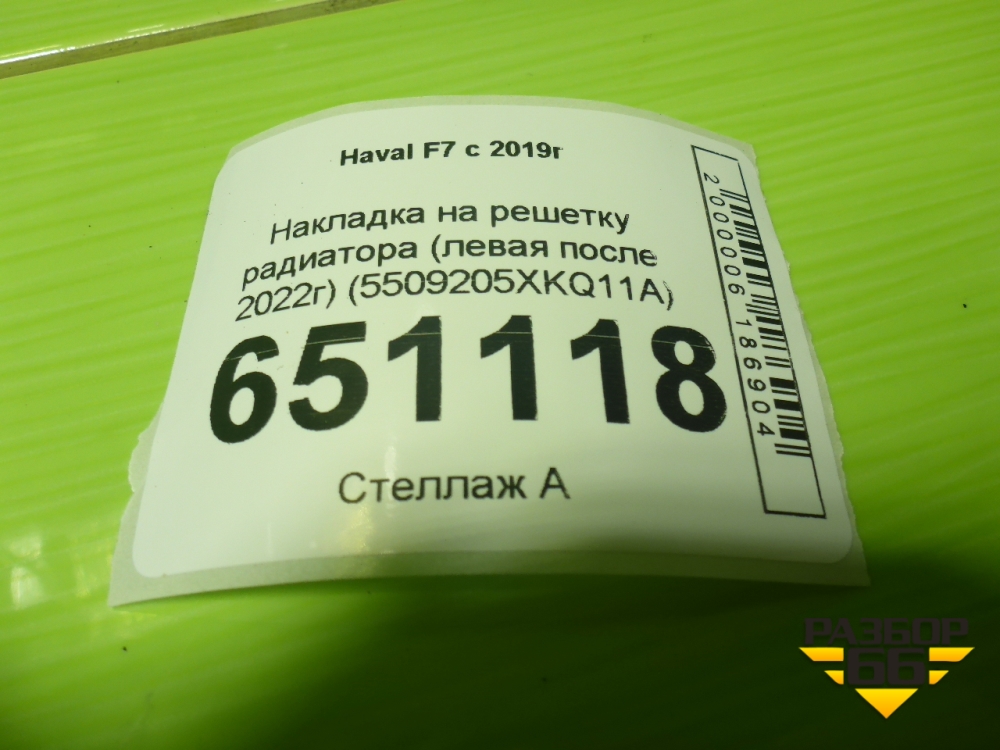 Haval F7 с 2019г
Накладка на решетку
радиатора (левая после
2022г) (5509205XKQ11A)
651118
Стеллаж А
2000006186904
РАЗБОР
66